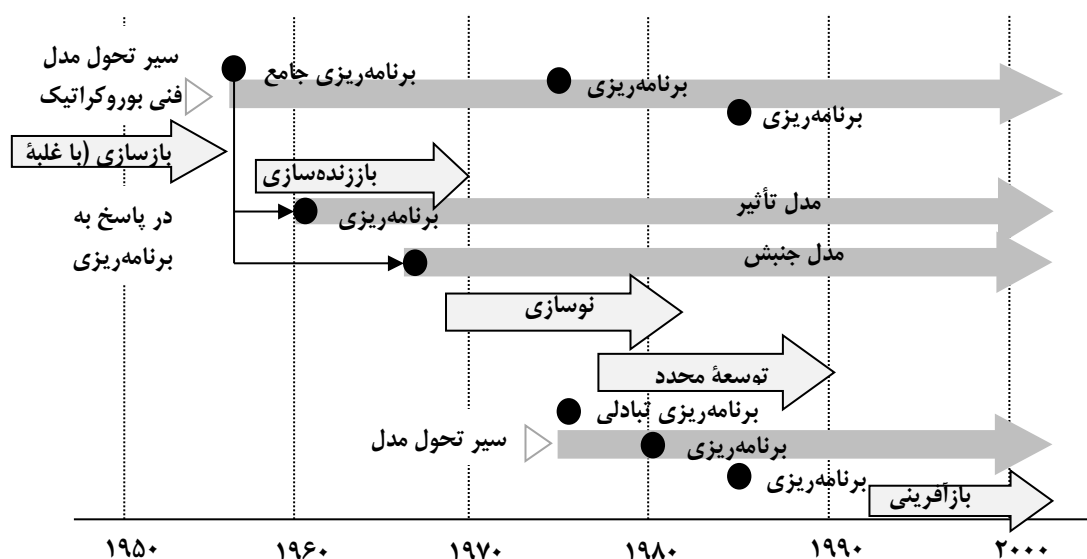 سیر تحول مدل
فنی بوروکراتیک
برنامه‌ریزی جامع
برنامه‌ریزی
برنامه‌ریزی
بازسازی (با غلبهٔ
باززنده‌سازی
در پاسخ به
برنامه‌ریزی
برنامه‌ریزی
مدل تأثیر
مدل جنبش
نوسازی
توسعهٔ مجدد
برنامه‌ریزی تبادلی
سیر تحول مدل
برنامه‌ریزی
برنامه‌ریزی
بازآفرینی
۱۹۵۰ ۱۹۶۰ ۱۹۷۰ ۱۹۸۰ ۱۹۹۰ ۲۰۰۰